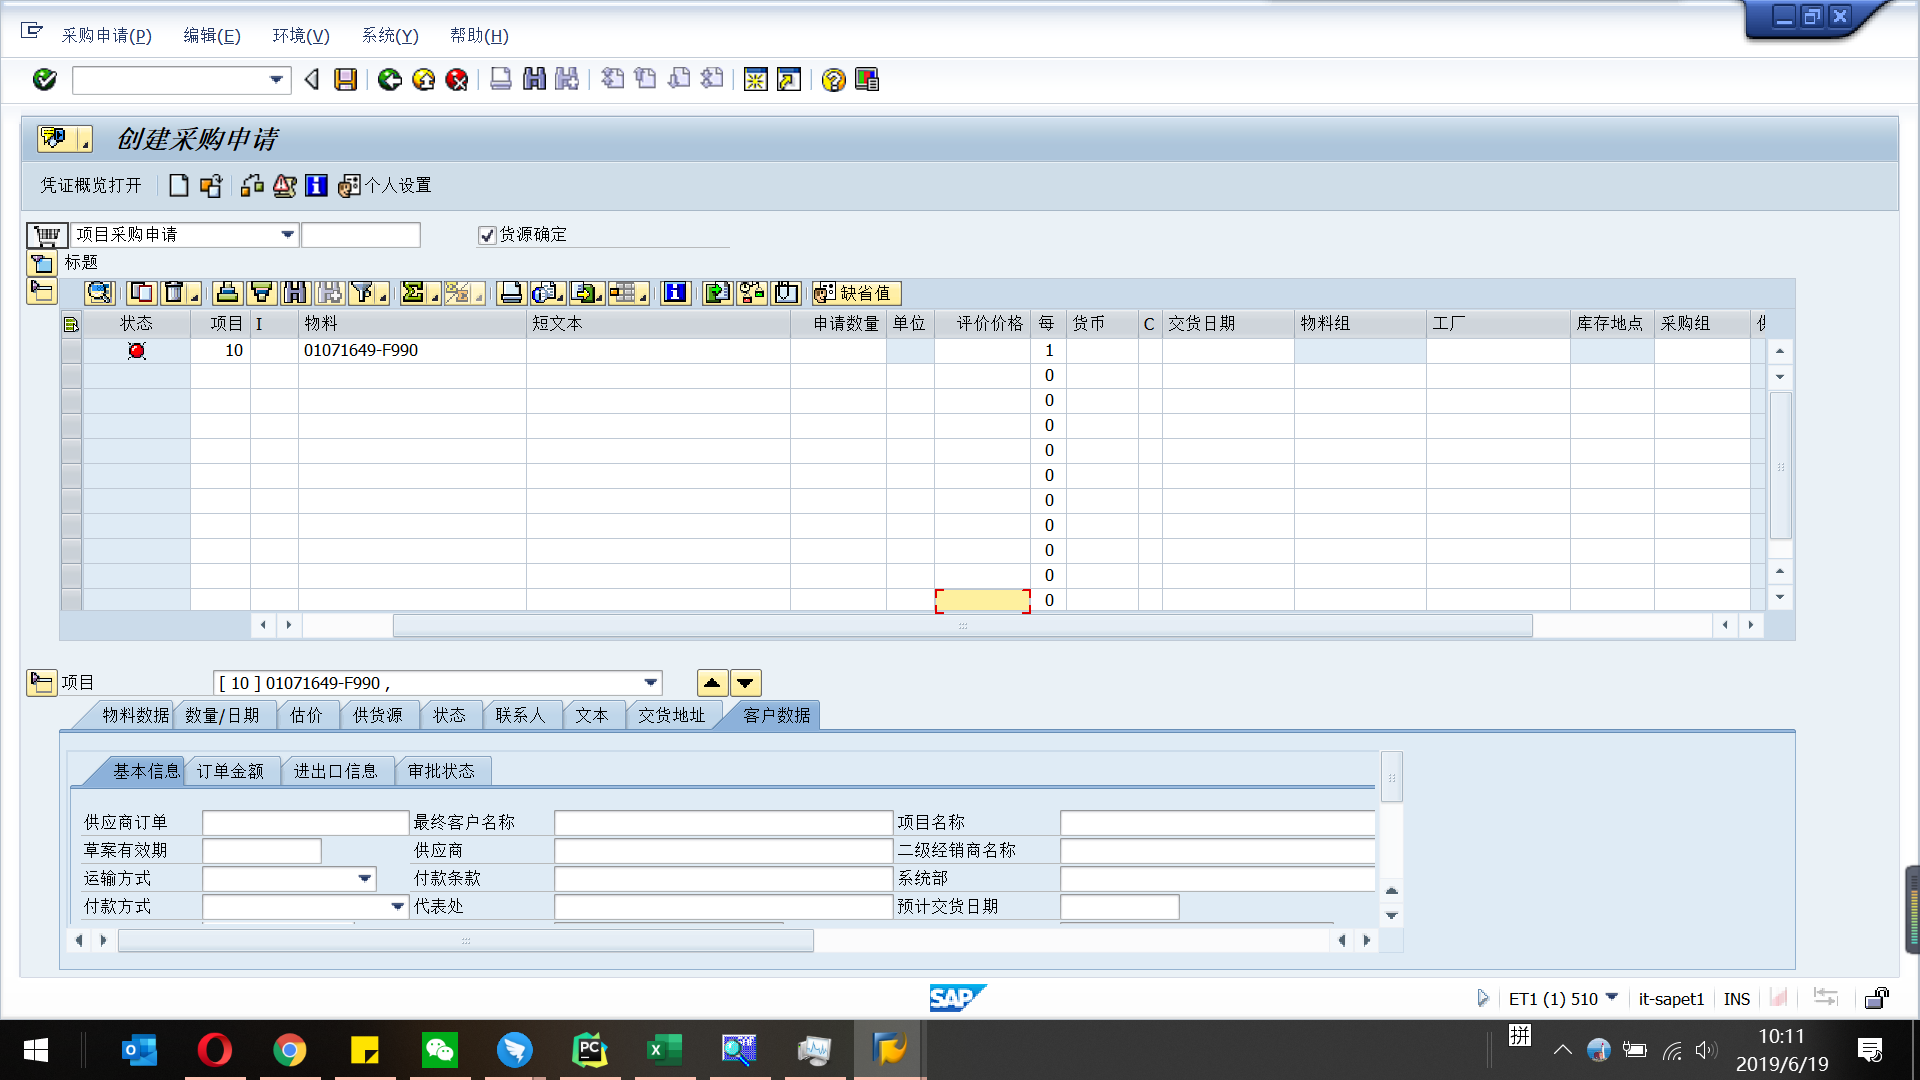 采购申请(P) 编辑(E) 环境(V) 系统(Y) 帮助(H)
创建采购申请
凭证概览打开 个人设置
项目采购申请 货源确定
标题
缺省值
状态 项目 I 物料 短文本 申请数量 单位 评价价格 每 货币 C 交货日期 物料组 工厂 库存地点 采购组
10 01071649-F990 1
0
0
0
0
0
0
0
0
0
0
项目 [ 10 ] 01071649-F990 ,
物料数据 数量/日期 估价 供货源 状态 联系人 文本 交货地址 客户数据
基本信息 订单金额 进出口信息 审批状态
供应商订单 最终客户名称 项目名称
草案有效期 供应商 二级经销商名称
运输方式 付款条款 系统部
付款方式 代表处 预计交货日期
SAP ET1 (1) 510 it-sapet1 INS
拼 10:11
2019/6/19